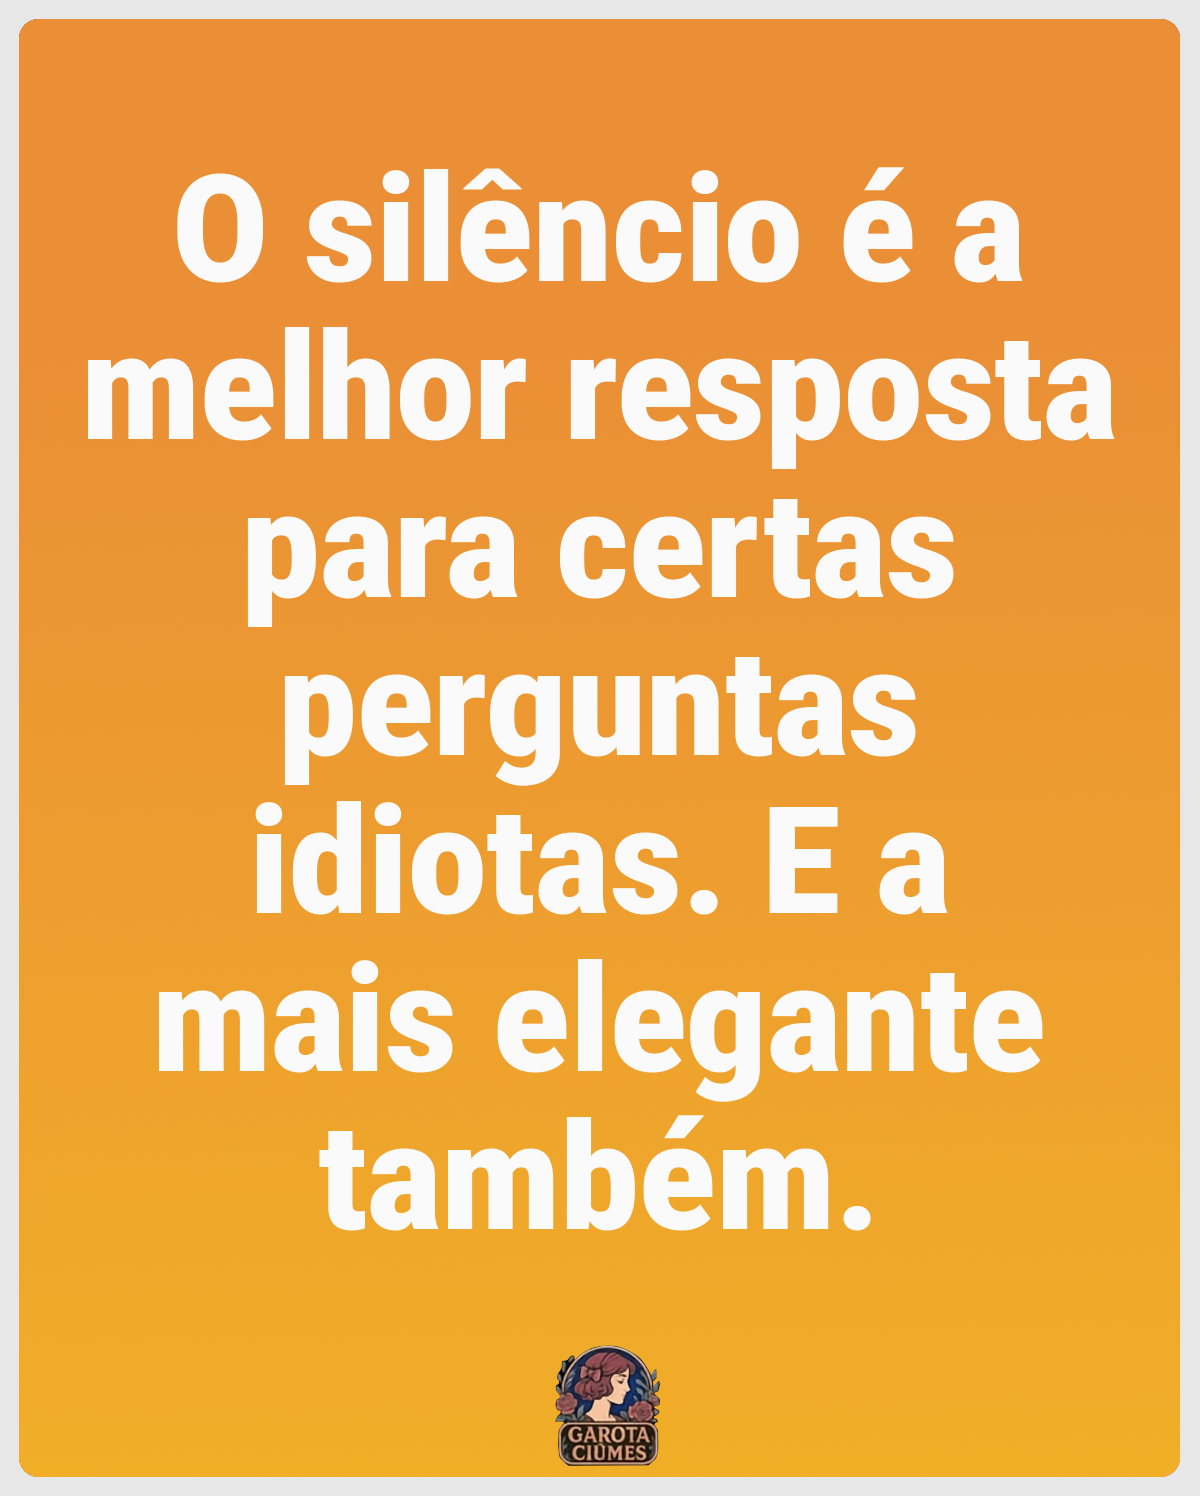 O silêncio é a
melhor resposta
para certas
perguntas
idiotas. E a
mais elegante
também.
GAROTA
CIÚMES